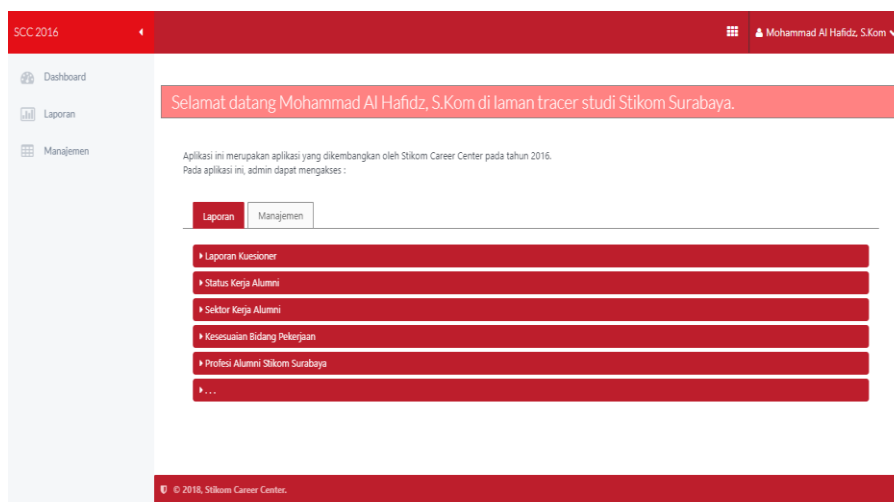 SCC 2016
Mohammad Al Hafidz, S.Kom
Dashboard
Laporan
Manajemen
Selamat datang Mohammad Al Hafidz, S.Kom di laman tracer studi Stikom Surabaya.
Aplikasi ini merupakan aplikasi yang dikembangkan oleh Stikom Career Center pada tahun 2016.
Pada aplikasi ini, admin dapat mengakses :
Laporan Manajemen
Laporan Kuesioner
Status Kerja Alumni
Sektor Kerja Alumni
Kesesuaian Bidang Pekerjaan
Profesi Alumni Stikom Surabaya
. . .
© 2018, Stikom Career Center.